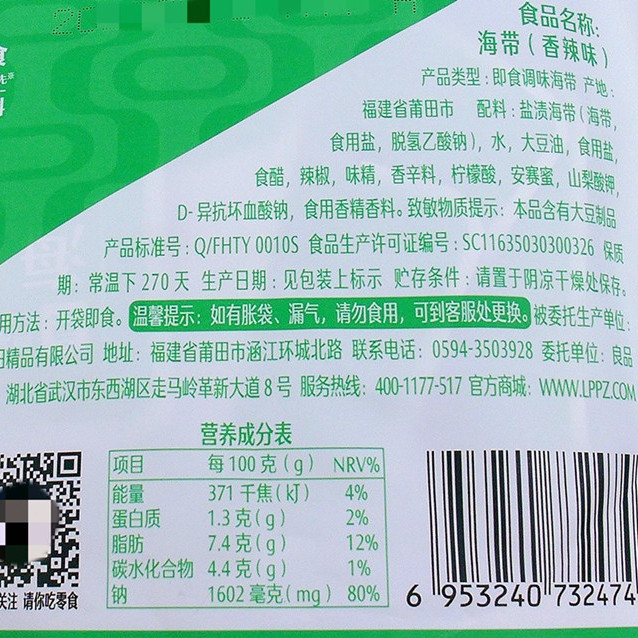 食品名称:
海带(香辣味)
产品类型:即食调味海带 产地:
福建省莆田市 配料:盐渍海带(海带,
食用盐,脱氢乙酸钠),水,大豆油,食用盐,
食醋,辣椒,味精,香辛料,柠檬酸,安赛蜜,山梨酸钾,
D-异抗坏血酸钠,食用香精香料。致敏物质提示:本品含有大豆制品
产品标准号:Q/FHTY 0010S 食品生产许可证编号:SC11635030300326 保质
期:常温下270天 生产日期:见包装上标示 贮存条件:请置于阴凉干燥处保存。
用方法:开袋即食。 温馨提示:如有胀袋、漏气,请勿食用,可到客服处更换。 被委托生产单位:
精品有限公司 地址:福建省莆田市涵江环城北路 联系电话:0594-3503928 委托单位:良品
湖北省武汉市东西湖区走马岭革新大道8号 服务热线:400-1177-517 官方商城:WWW.LPPZ.COM
营养成分表
项目 每100克(g) NRV%
能量 371千焦(kJ) 4%
蛋白质 1.3克(g) 2%
脂肪 7.4克(g) 12%
碳水化合物 4.4克(g) 1%
钠 1602毫克(mg) 80%
关注 请你吃零食
6 953240 732474